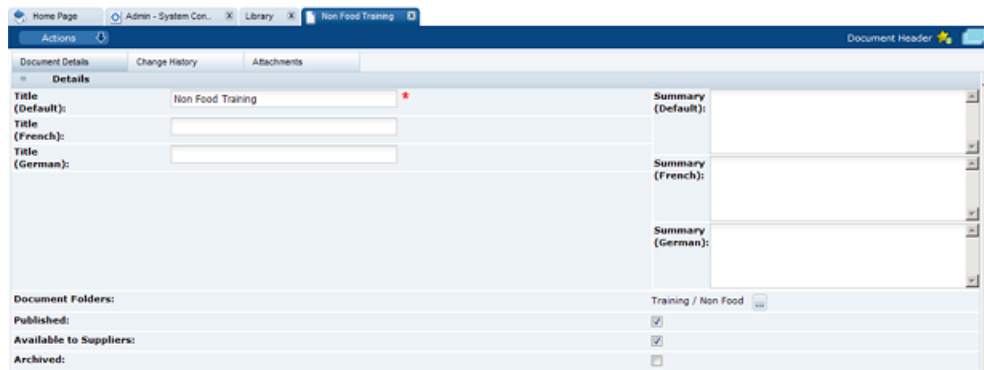 Home Page
Admin - System Con..
X
Library
X
Non Food Training
X
Actions
Document Header
Document Details
Change History
Attachments
Details
Title
(Default):
Non Food Training
*
Summary
(Default):
Title
(French):
Title
(German):
Summary
(French):
Summary
(German):
Document Folders:
Training / Non Food
...
Published:
Available to Suppliers:
Archived: